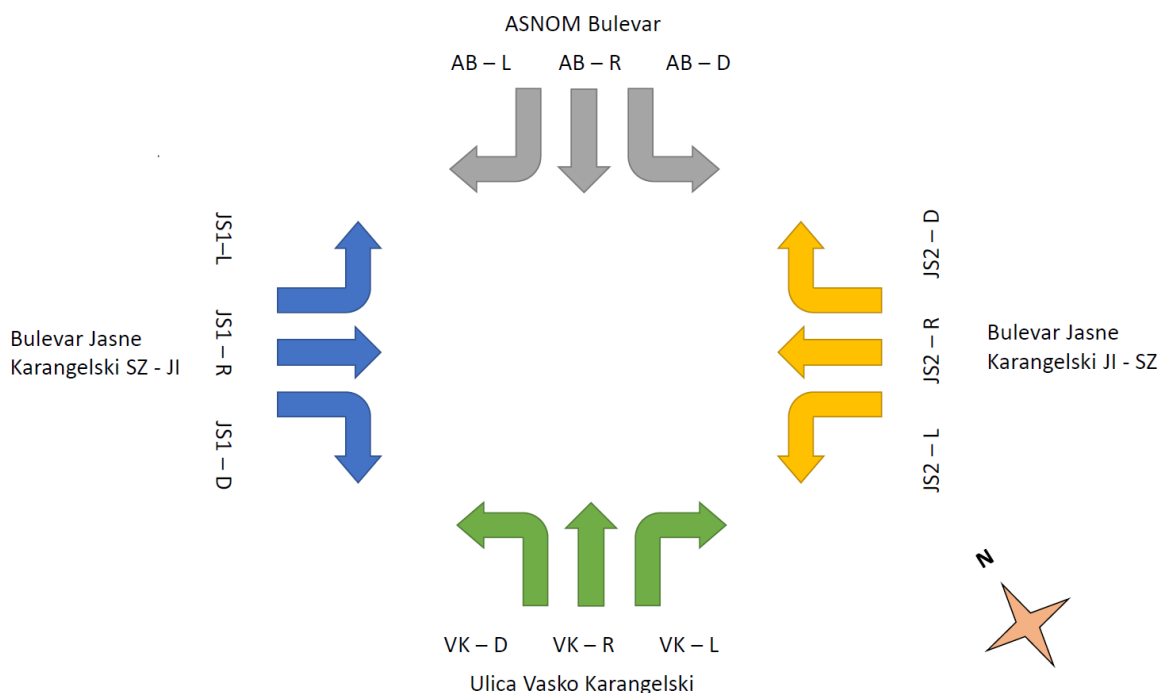 ASNOM Bulevar
AB – L AB – R AB – D
JS1–L
JS1 – R
JS1 – D
Bulevar Jasne
Karangelski SZ - JI
JS2 – D
JS2 – R
JS2 – L
Bulevar Jasne
Karangelski JI - SZ
N
VK – D VK – R VK – L
Ulica Vasko Karangelski